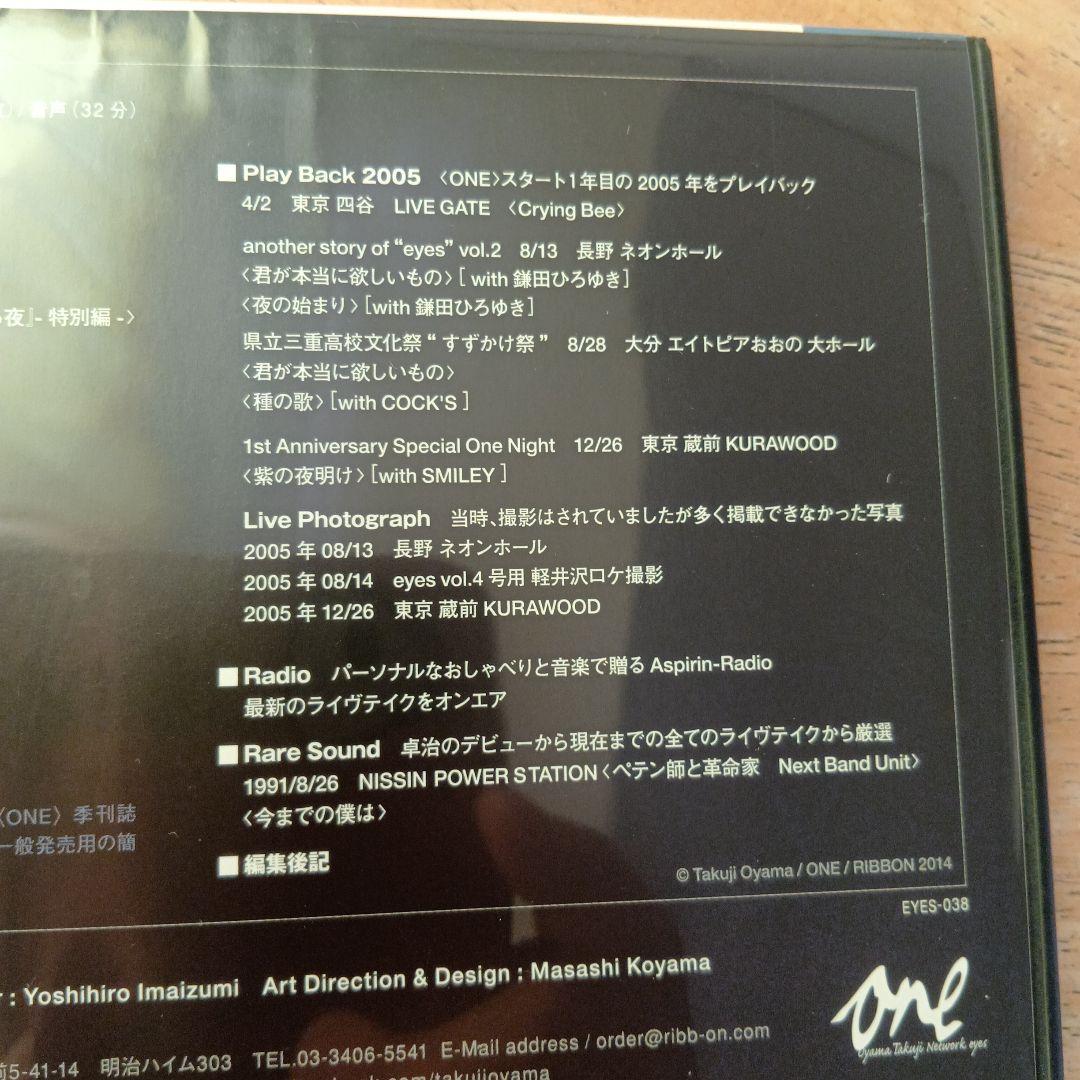 音声（32 分）
■ Play Back 2005　〈ONE〉スタート1年目の 2005 年をプレイバック
4/2　東京 四谷　LIVE GATE　〈Crying Bee〉
another story of “eyes” vol.2　8/13　長野 ネオンホール
〈君が本当に欲しいもの〉[ with 鎌田ひろゆき]
〈夜の始まり〉[with 鎌田ひろゆき]
夜』- 特別編 -〉
県立三重高校文化祭 “ すずかけ祭 ”　8/28　大分 エイトピアおおの 大ホール
〈君が本当に欲しいもの〉
〈種の歌〉[with COCK'S ]
1st Anniversary Special One Night　12/26　東京 蔵前 KURAWOOD
〈紫の夜明け〉[with SMILEY ]
Live Photograph　当時、撮影はされていましたが多く掲載できなかった写真
2005 年 08/13　長野 ネオンホール
2005 年 08/14　eyes vol.4 号用 軽井沢ロケ撮影
2005 年 12/26　東京 蔵前 KURAWOOD
■ Radio　パーソナルなおしゃべりと音楽で贈る Aspirin-Radio
最新のライヴテイクをオンエア
■ Rare Sound　卓治のデビューから現在までの全てのライヴテイクから厳選
1991/8/26　NISSIN POWER STATION〈ペテン師と革命家　Next Band Unit〉
〈今までの僕は〉
〈ONE〉季刊誌
一般発売用の簡
■ 編集後記
© Takuji Oyama / ONE / RIBBON 2014
EYES-038
: Yoshihiro Imaizumi　Art Direction & Design : Masashi Koyama
one
Oyama Takuji Network eyes
前5-41-14　明治ハイム303　TEL.03-3406-5541　E-Mail address / order@ribb-on.com
.com/takujioyama